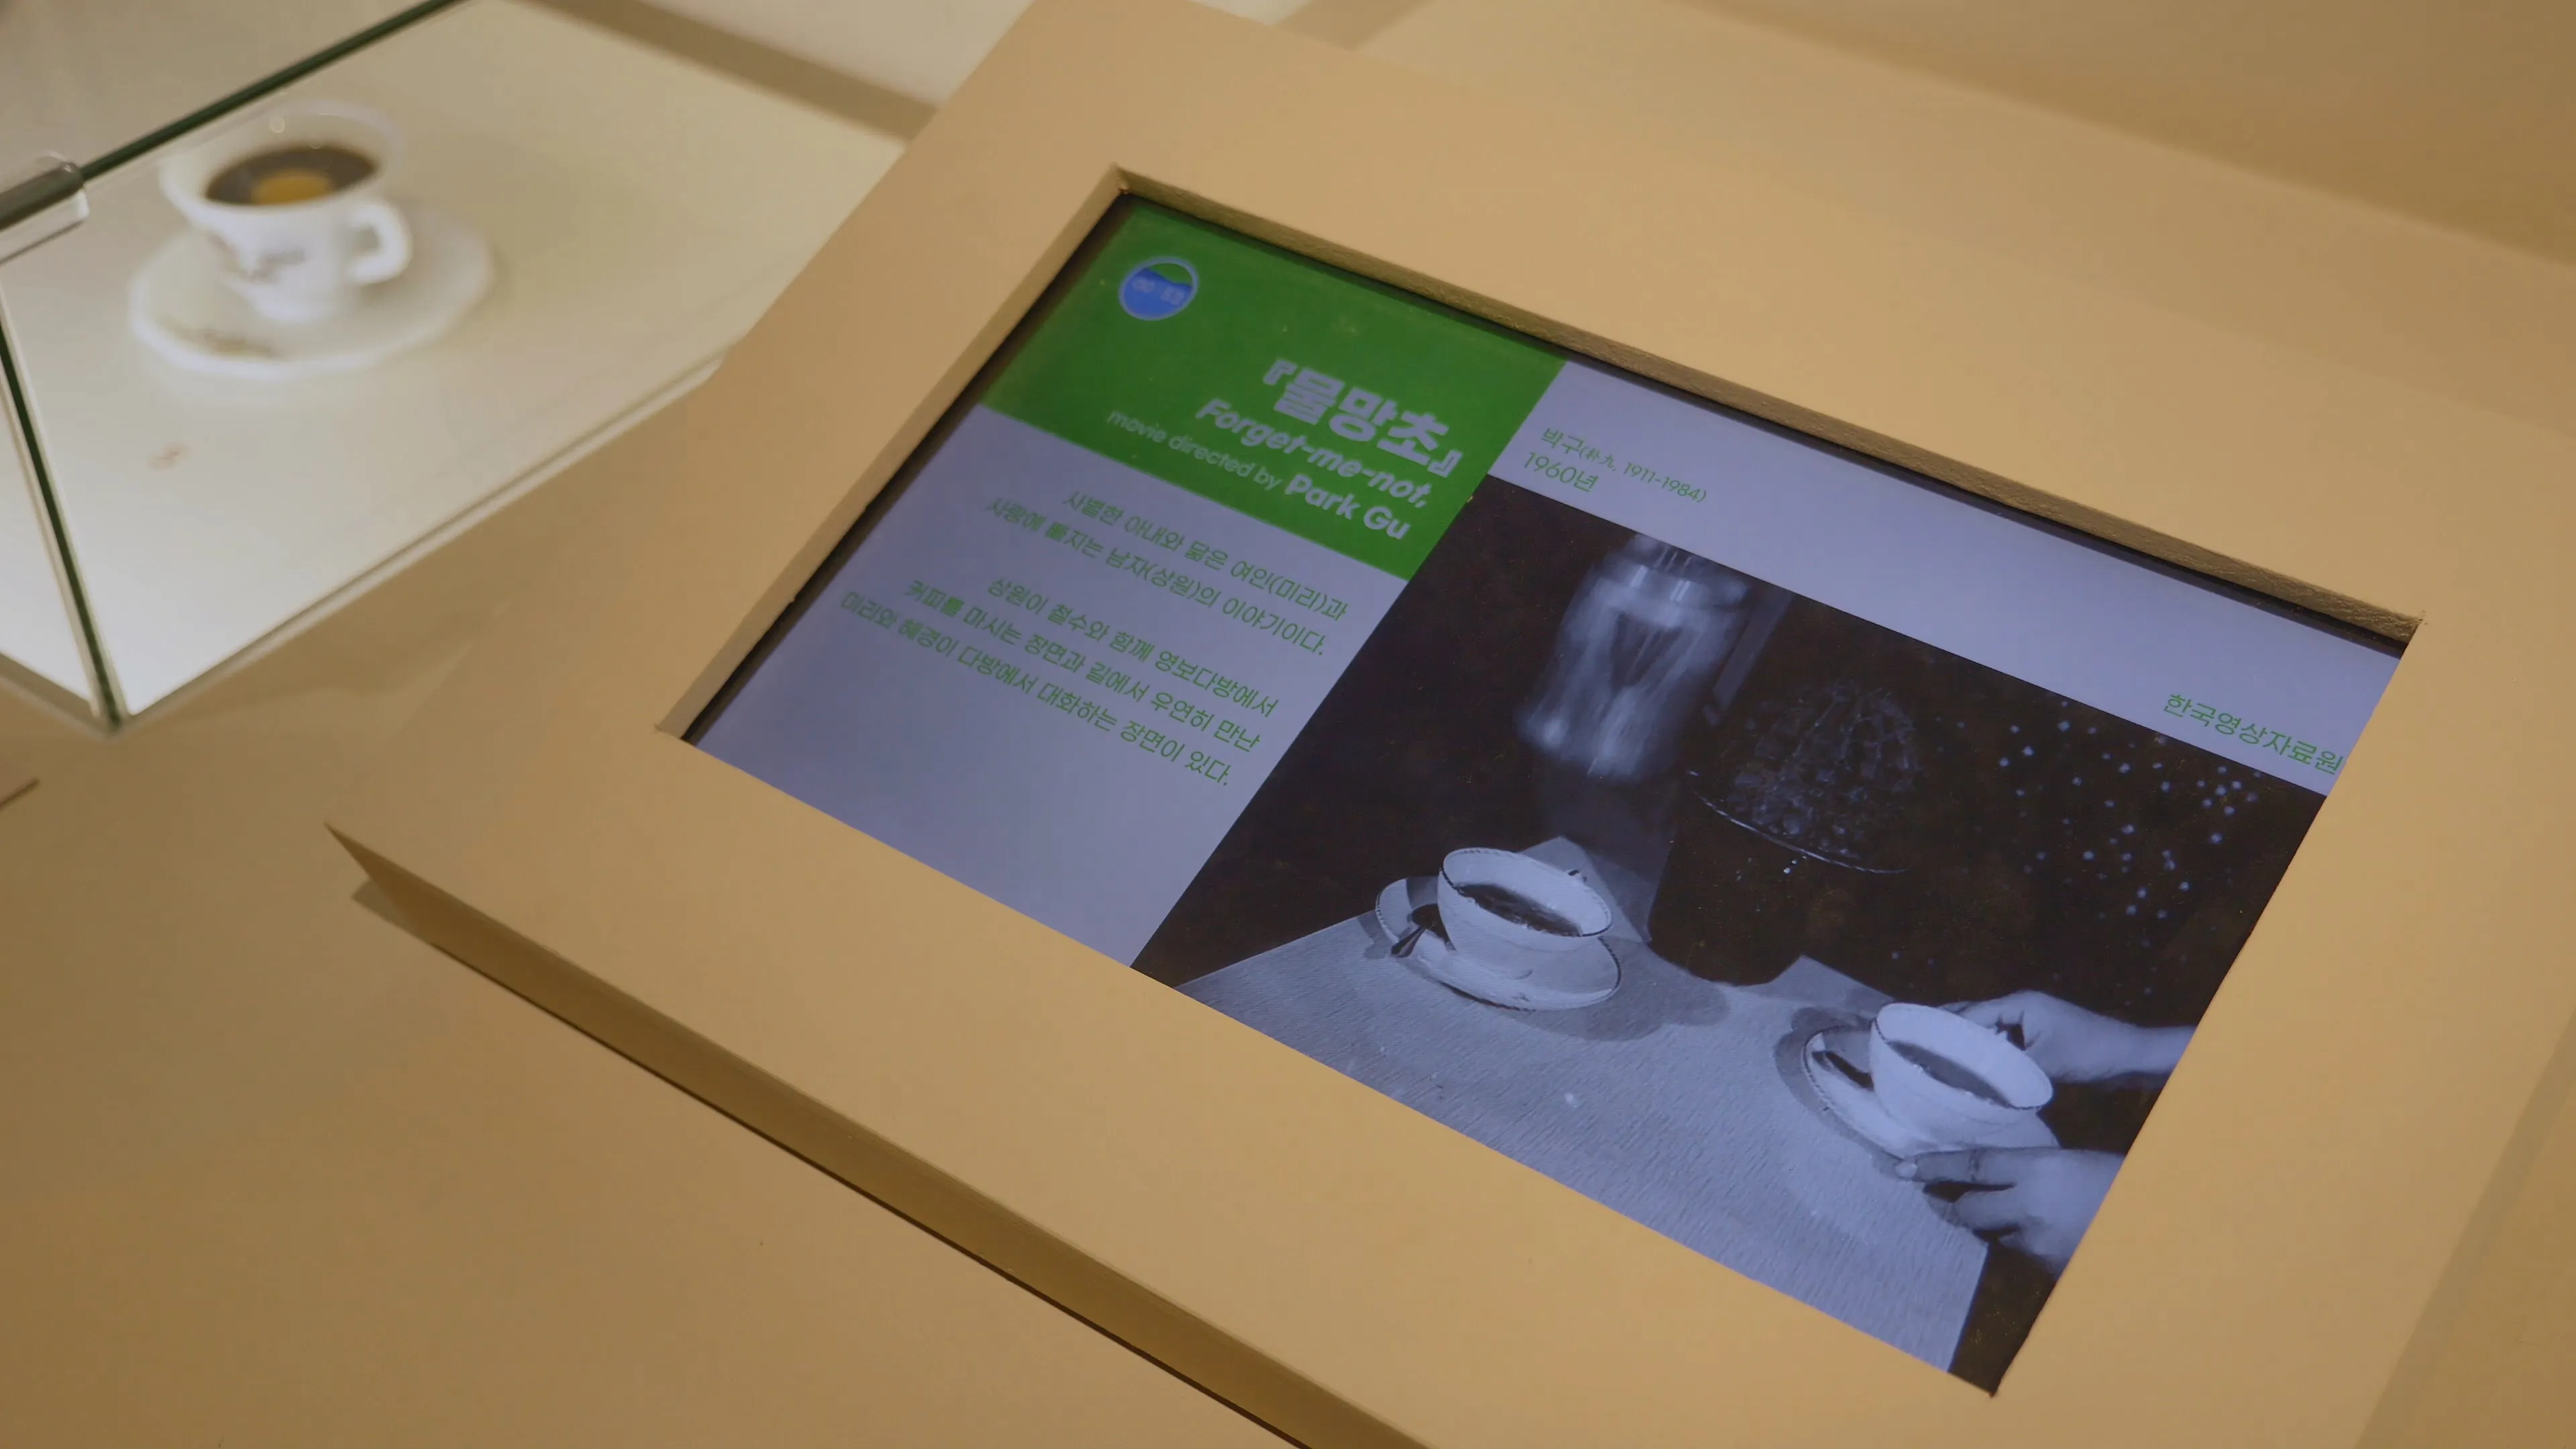 『물망초』
Forget-me-not,
movie directed by Park Gu
사별현 아내와 닮은 여인(미리)과
사랑에 빠지는 남자(상원)의 이야기이다.
상원이 철수와 함께 영보다방에서
커피를 마시는 장면과 길에서 우연히 만난
미리와 혜경이 다방에서 대화하는 장면이 있다.
박구(朴九, 1911-1984)
1960년
한국영상자료원